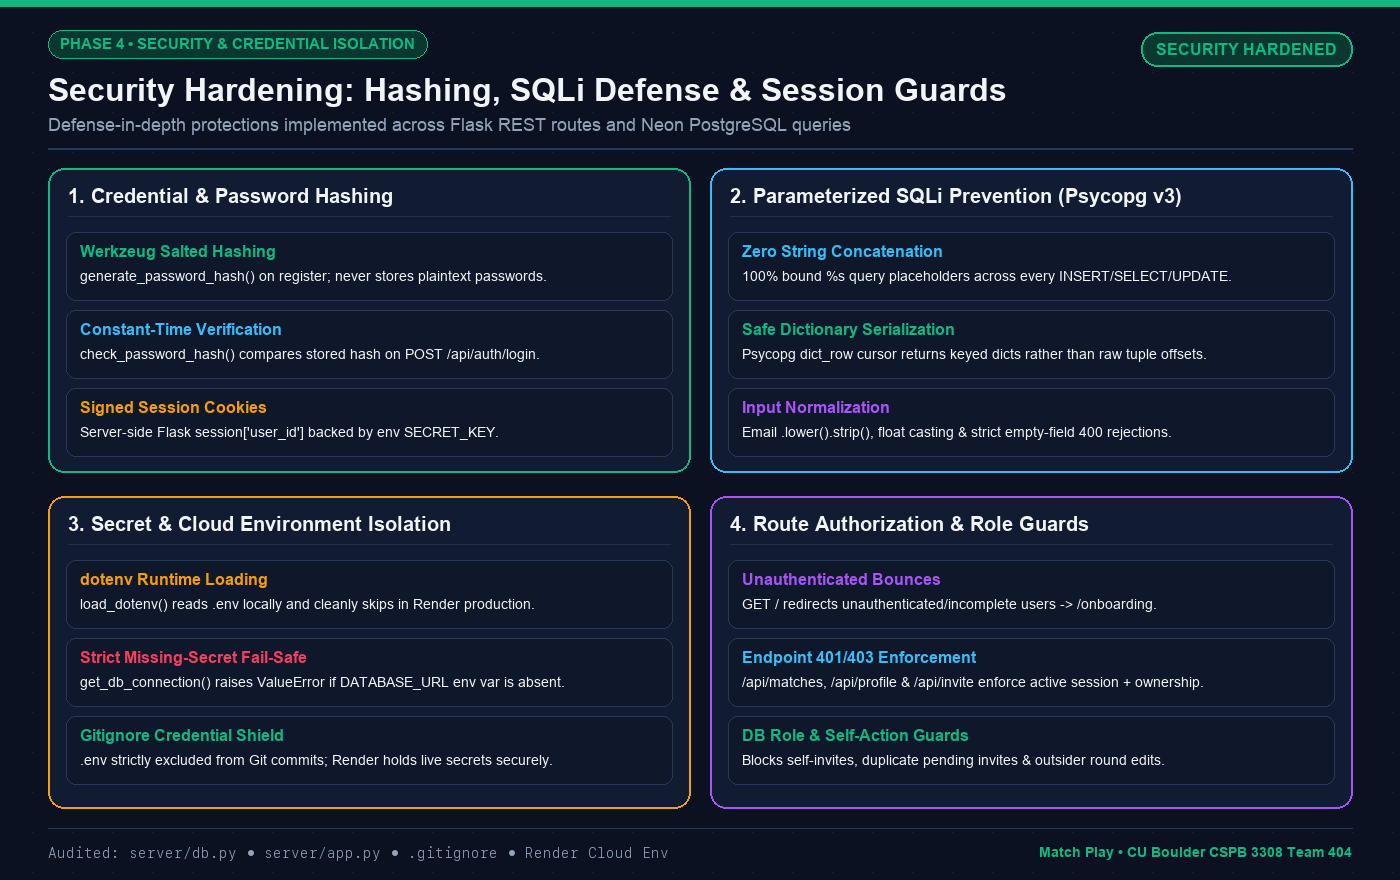 PHASE 4 • SECURITY & CREDENTIAL ISOLATION
SECURITY HARDENED
Security Hardening: Hashing, SQLi Defense & Session Guards
Defense-in-depth protections implemented across Flask REST routes and Neon PostgreSQL queries
1. Credential & Password Hashing
Werkzeug Salted Hashing
generate_password_hash() on register; never stores plaintext passwords.
Constant-Time Verification
check_password_hash() compares stored hash on POST /api/auth/login.
Signed Session Cookies
Server-side Flask session['user_id'] backed by env SECRET_KEY.
2. Parameterized SQLi Prevention (Psycopg v3)
Zero String Concatenation
100% bound %s query placeholders across every INSERT/SELECT/UPDATE.
Safe Dictionary Serialization
Psycopg dict_row cursor returns keyed dicts rather than raw tuple offsets.
Input Normalization
Email .lower().strip(), float casting & strict empty-field 400 rejections.
3. Secret & Cloud Environment Isolation
dotenv Runtime Loading
load_dotenv() reads .env locally and cleanly skips in Render production.
Strict Missing-Secret Fail-Safe
get_db_connection() raises ValueError if DATABASE_URL env var is absent.
Gitignore Credential Shield
.env strictly excluded from Git commits; Render holds live secrets securely.
4. Route Authorization & Role Guards
Unauthenticated Bounces
GET / redirects unauthenticated/incomplete users -> /onboarding.
Endpoint 401/403 Enforcement
/api/matches, /api/profile & /api/invite enforce active session + ownership.
DB Role & Self-Action Guards
Blocks self-invites, duplicate pending invites & outsider round edits.
Audited: server/db.py • server/app.py • .gitignore • Render Cloud Env
Match Play • CU Boulder CSPB 3308 Team 404